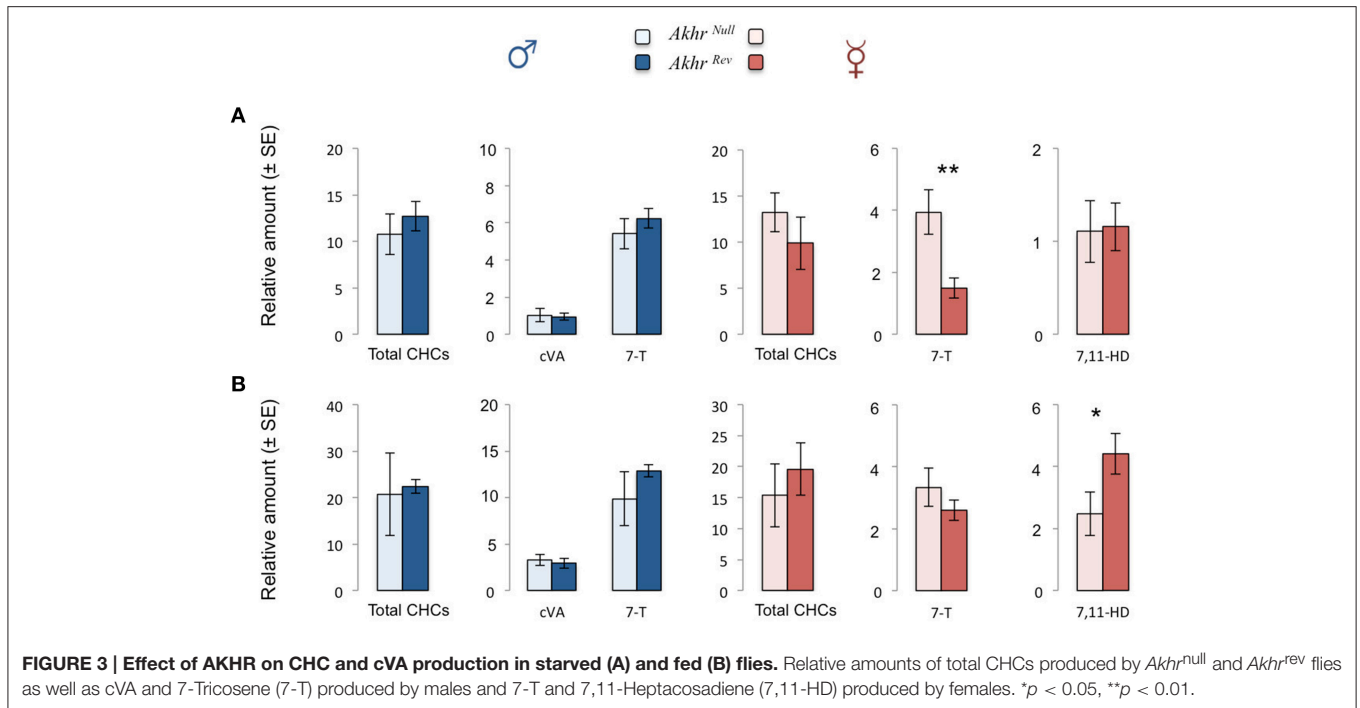 Akhr Null
Akhr Rev
A
Relative amount (± SE)
20
15
10
5
0
Total CHCs
10
8
6
4
2
0
cVA
7-T
20
15
10
5
0
Total CHCs
6
4
2
0
**
7-T
2
1
0
7,11-HD
B
Relative amount (± SE)
40
30
20
10
0
Total CHCs
20
15
10
5
0
cVA
7-T
30
25
20
15
10
5
0
Total CHCs
6
4
2
0
7-T
6
4
2
0
*
7,11-HD
FIGURE 3 | Effect of AKHR on CHC and cVA production in starved (A) and fed (B) flies. Relative amounts of total CHCs produced by Akhrnull and Akhrrev flies
as well as cVA and 7-Tricosene (7-T) produced by males and 7-T and 7,11-Heptacosadiene (7,11-HD) produced by females. *p < 0.05, **p < 0.01.